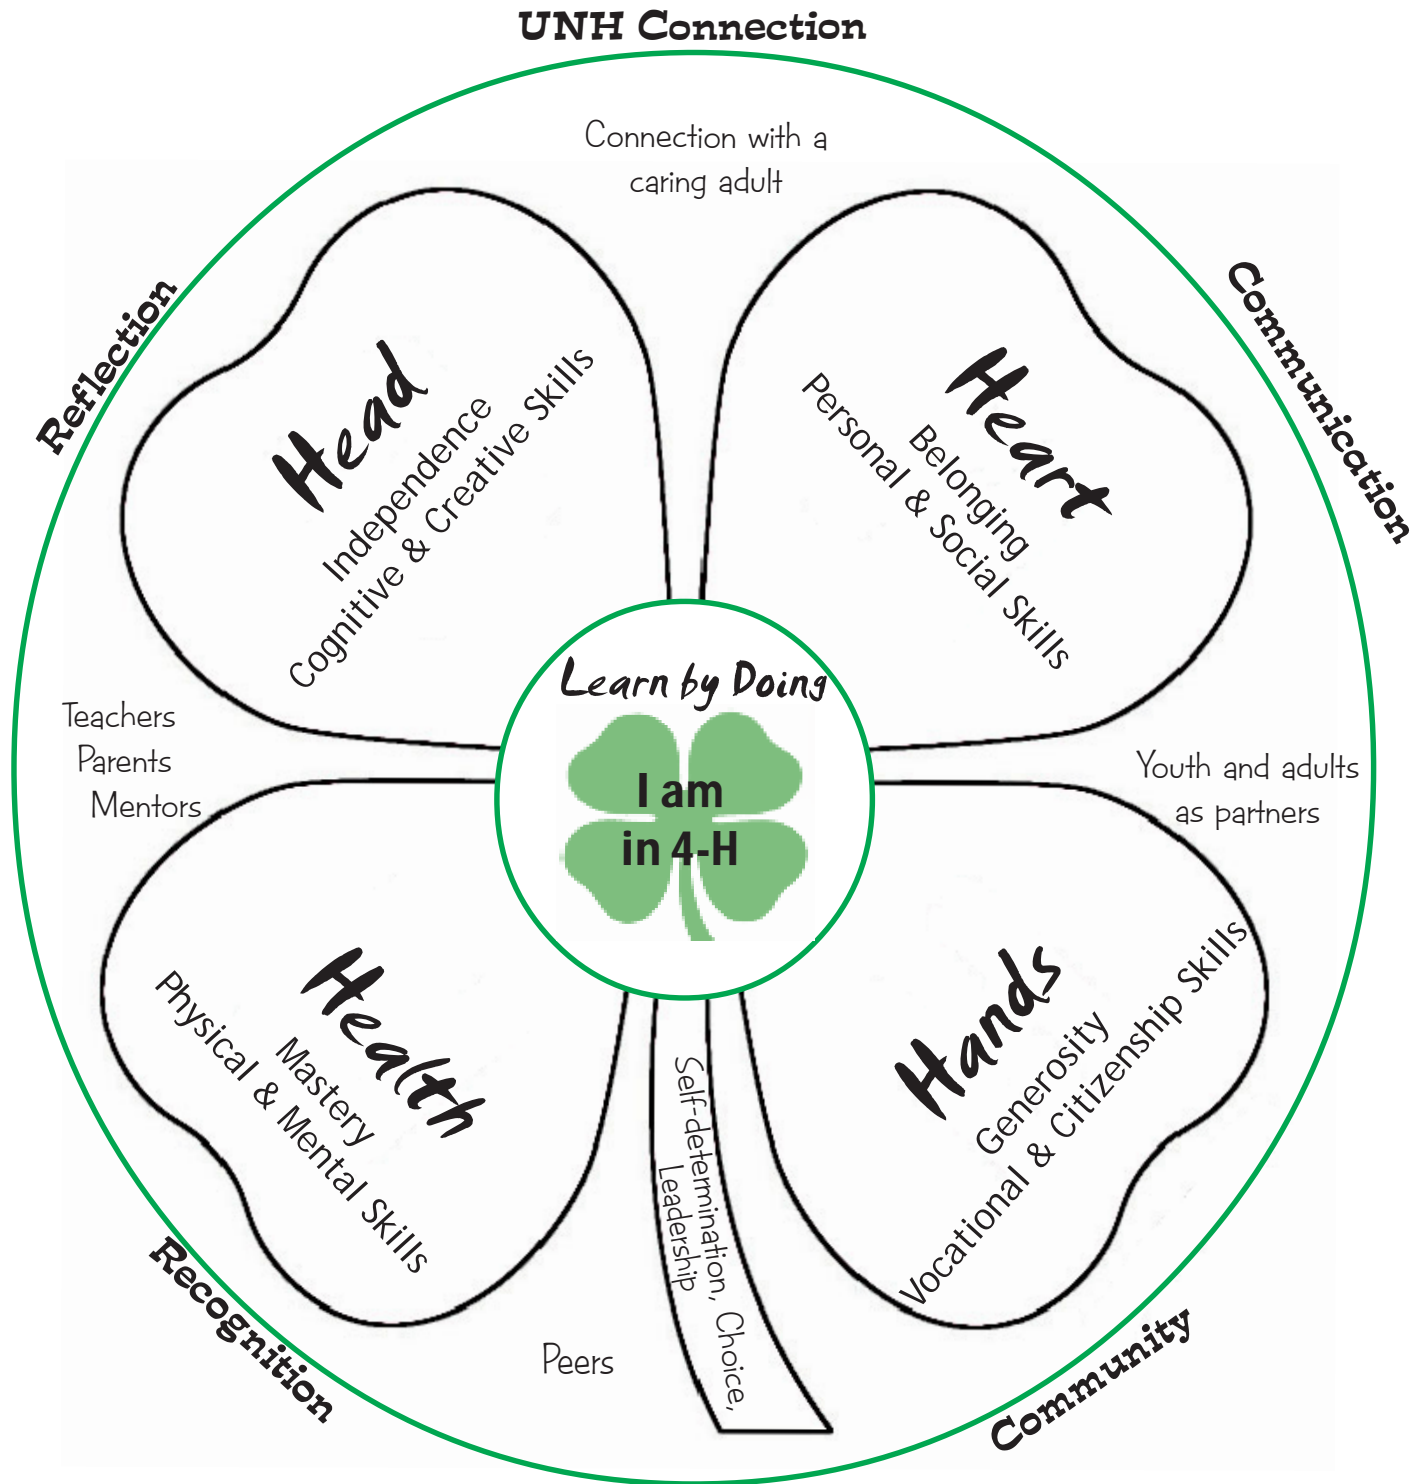 UNH Connection
Connection with a
caring adult
Reflection
Communication
Head
Independence
Cognitive & Creative Skills
Heart
Belonging
Personal & Social Skills
Learn by Doing
I am
in 4-H
Teachers
Parents
Mentors
Youth and adults
as partners
Health
Mastery
Physical & Mental Skills
Hands
Generosity
Vocational & Citizenship Skills
Self-determination, Choice,
Leadership
Peers
Recognition
Community